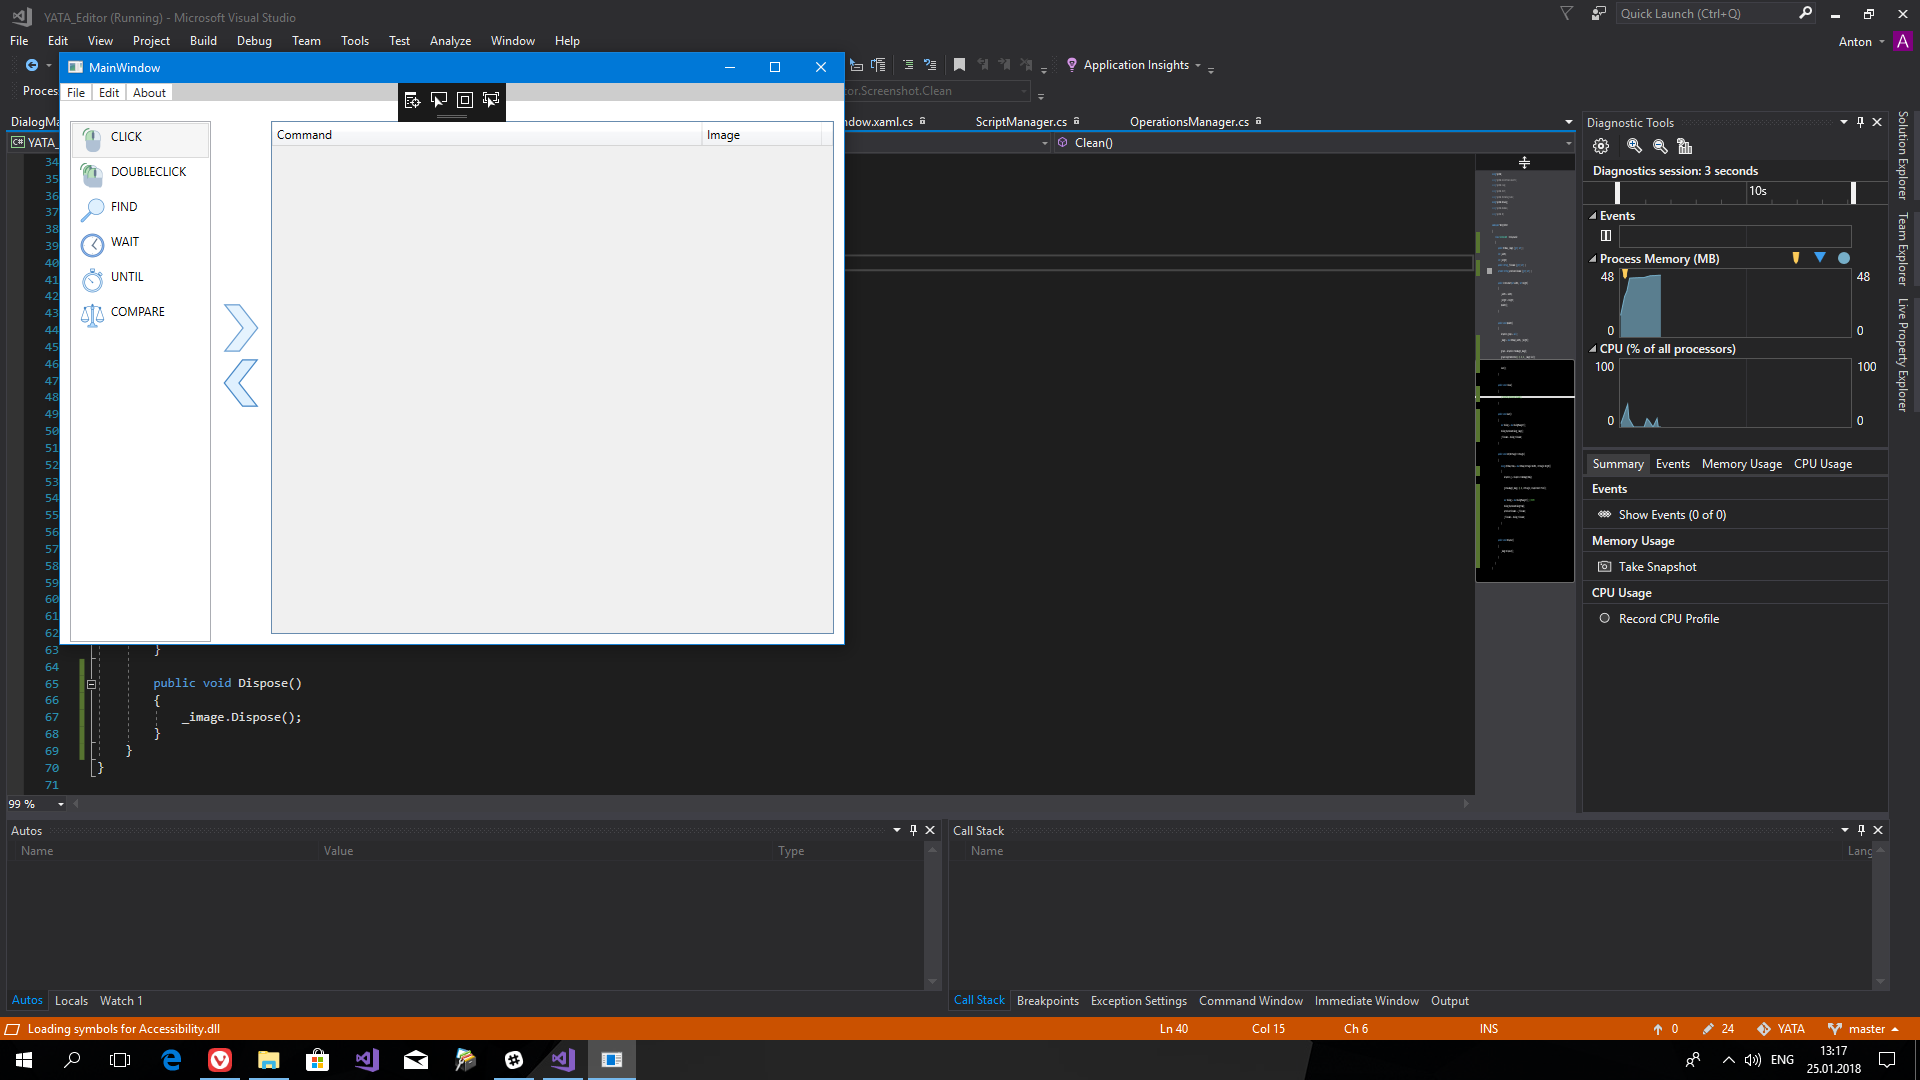 YATA_Editor (Running) - Microsoft Visual Studio
Quick Launch (Ctrl+Q)
File Edit View Project Build Debug Team Tools Test Analyze Window Help
Anton A
MainWindow
Application Insights
File Edit About
Proces
or.Screenshot.Clean
DialogMa
ndow.xaml.cs
ScriptManager.cs
OperationsManager.cs
C# YATA_
Clean()
CLICK
DOUBLECLICK
FIND
WAIT
UNTIL
COMPARE
Command Image
34
35
36
37
38
39
40
41
42
43
44
45
46
47
48
49
50
51
52
53
54
55
56
57
58
59
60
61
62
63 }
64
65 public void Dispose()
66 {
67 _image.Dispose();
68 }
69 }
70 }
71
99 %
Diagnostic Tools
Diagnostics session: 3 seconds
10s
Events
Process Memory (MB)
48 48
0 0
CPU (% of all processors)
100 100
0 0
Summary Events Memory Usage CPU Usage
Events
Show Events (0 of 0)
Memory Usage
Take Snapshot
CPU Usage
Record CPU Profile
Solution Explorer
Team Explorer
Live Property Explorer
Autos
Name Value Type
Autos Locals Watch 1
Call Stack
Name Lang
Call Stack Breakpoints Exception Settings Command Window Immediate Window Output
Loading symbols for Accessibility.dll
Ln 40 Col 15 Ch 6 INS
0 24 YATA master
ENG
13:17
25.01.2018